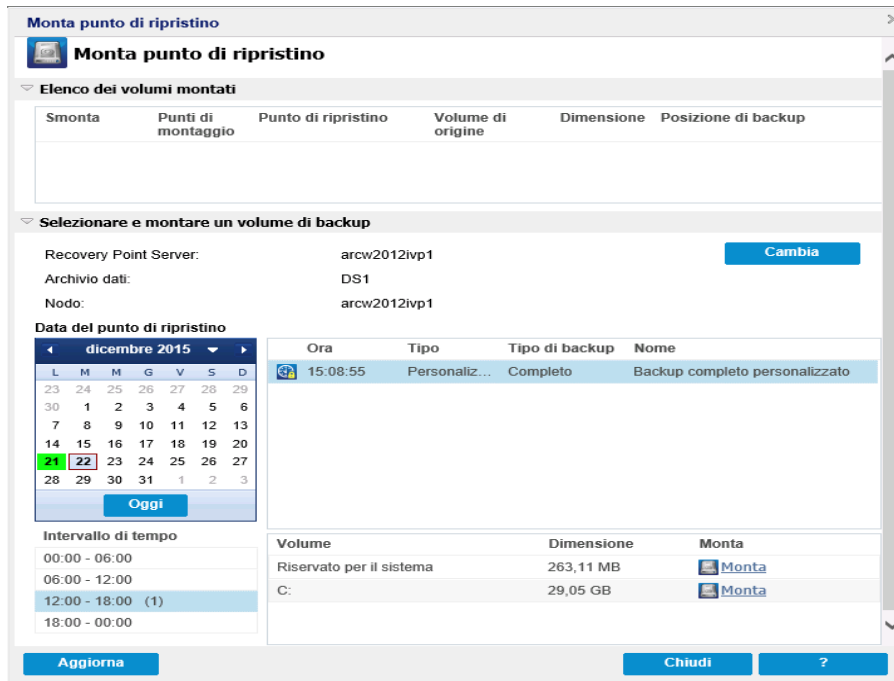 Monta punto di ripristino
Monta punto di ripristino
Elenco dei volumi montati
Smonta Punti di montaggio Punto di ripristino Volume di origine Dimensione Posizione di backup
Selezionare e montare un volume di backup
Recovery Point Server: arcw2012ivp1 Cambia
Archivio dati: DS1
Nodo: arcw2012ivp1
Data del punto di ripristino
dicembre 2015
L M M G V S D
23 24 25 26 27 28 29
30 1 2 3 4 5 6
7 8 9 10 11 12 13
14 15 16 17 18 19 20
21 22 23 24 25 26 27
28 29 30 31 1 2 3
Oggi
Ora Tipo Tipo di backup Nome
15:08:55 Personaliz... Completo Backup completo personalizzato
Intervallo di tempo
00:00 - 06:00
06:00 - 12:00
12:00 - 18:00 (1)
18:00 - 00:00
Volume Dimensione Monta
Riservato per il sistema 263,11 MB Monta
C: 29,05 GB Monta
Aggiorna Chiudi ?